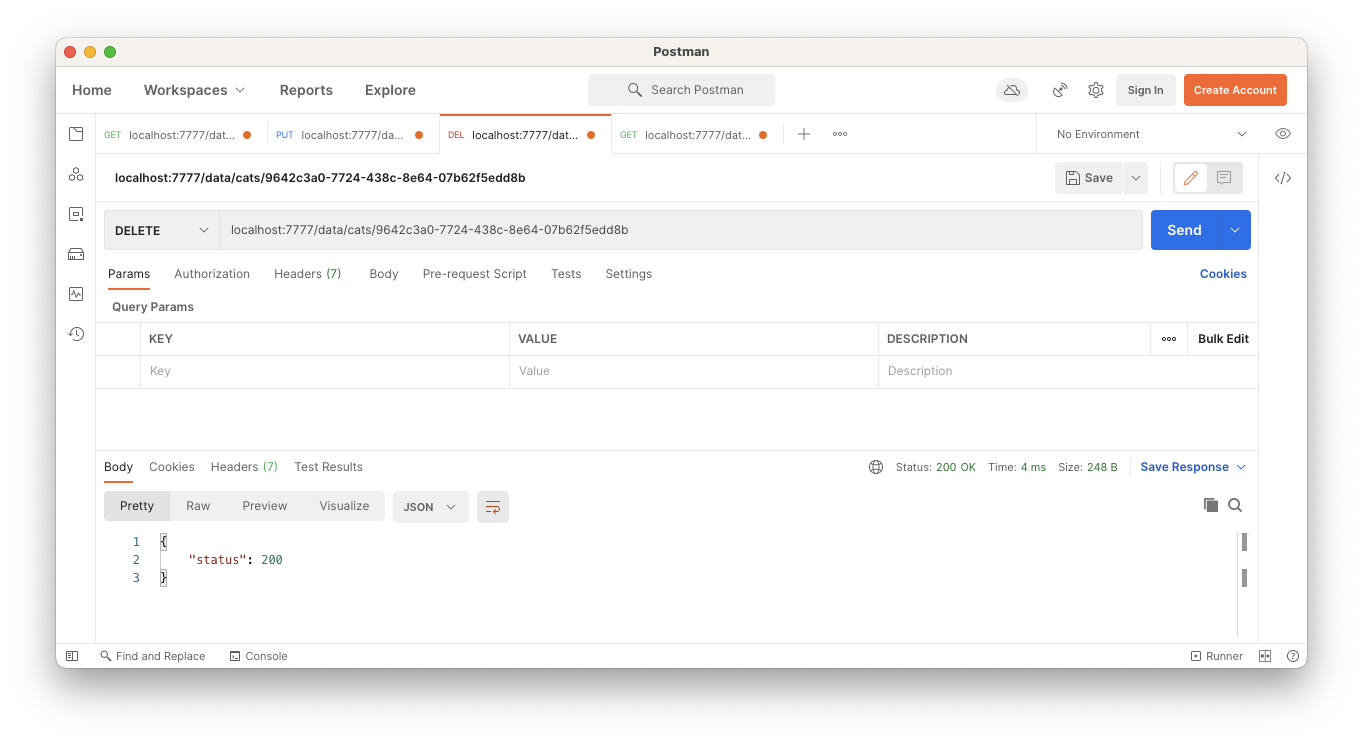 Postman
Home Workspaces Reports Explore Search Postman Sign In Create Account
GET localhost:7777/dat... PUT localhost:7777/da... DEL localhost:7777/dat... GET localhost:7777/dat... No Environment
localhost:7777/data/cats/9642c3a0-7724-438c-8e64-07b62f5edd8b Save
DELETE localhost:7777/data/cats/9642c3a0-7724-438c-8e64-07b62f5edd8b Send
Params Authorization Headers (7) Body Pre-request Script Tests Settings Cookies
Query Params
KEY VALUE DESCRIPTION Bulk Edit
Key Value Description
Body Cookies Headers (7) Test Results Status: 200 OK Time: 4 ms Size: 248 B Save Response
Pretty Raw Preview Visualize JSON
1 {
2 "status": 200
3 }
Find and Replace Console Runner